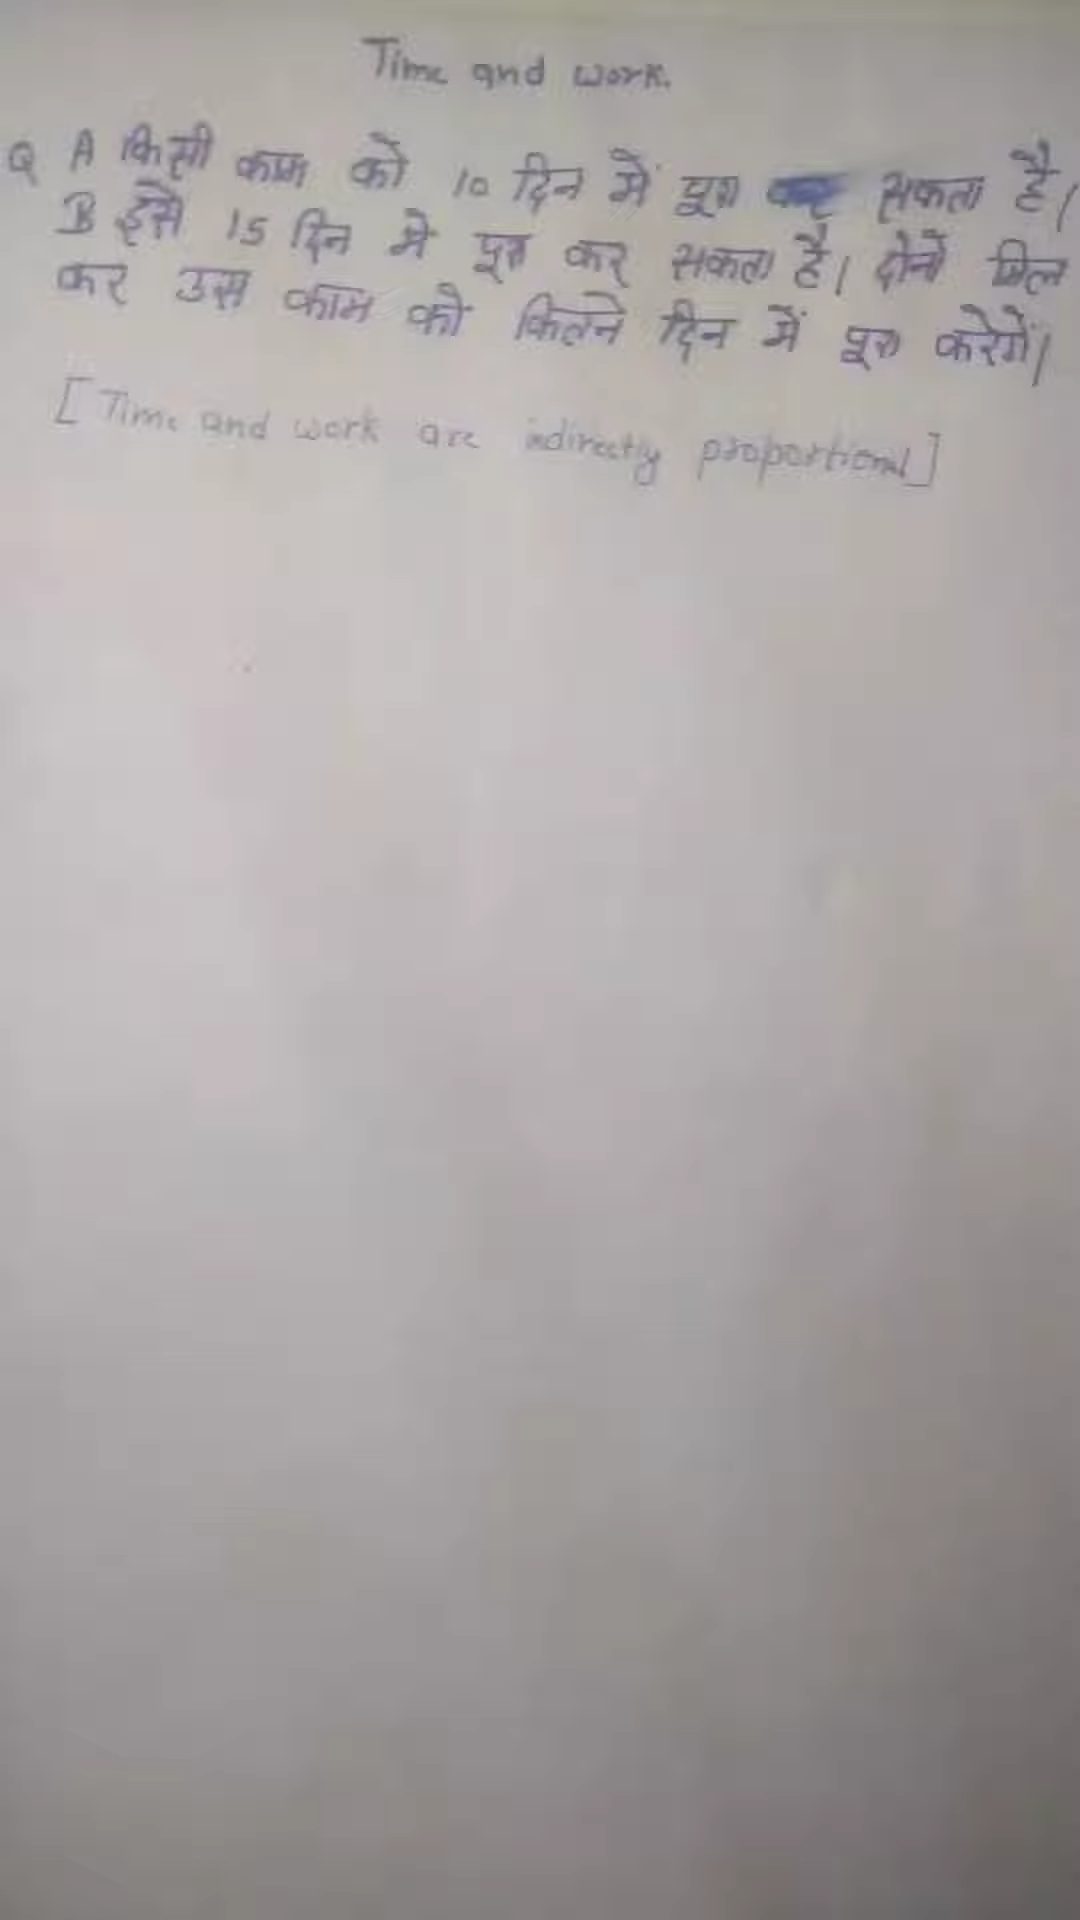 Time and work.
Q A किसी काम को 10 दिन में पूरा कर सकता है।
B इसे 15 दिन मे पूरा कर सकता है। दोनों मिल
कर उस काम को कितने दिन में पूरा करेगें।
[Time and work are indirectly proportional]